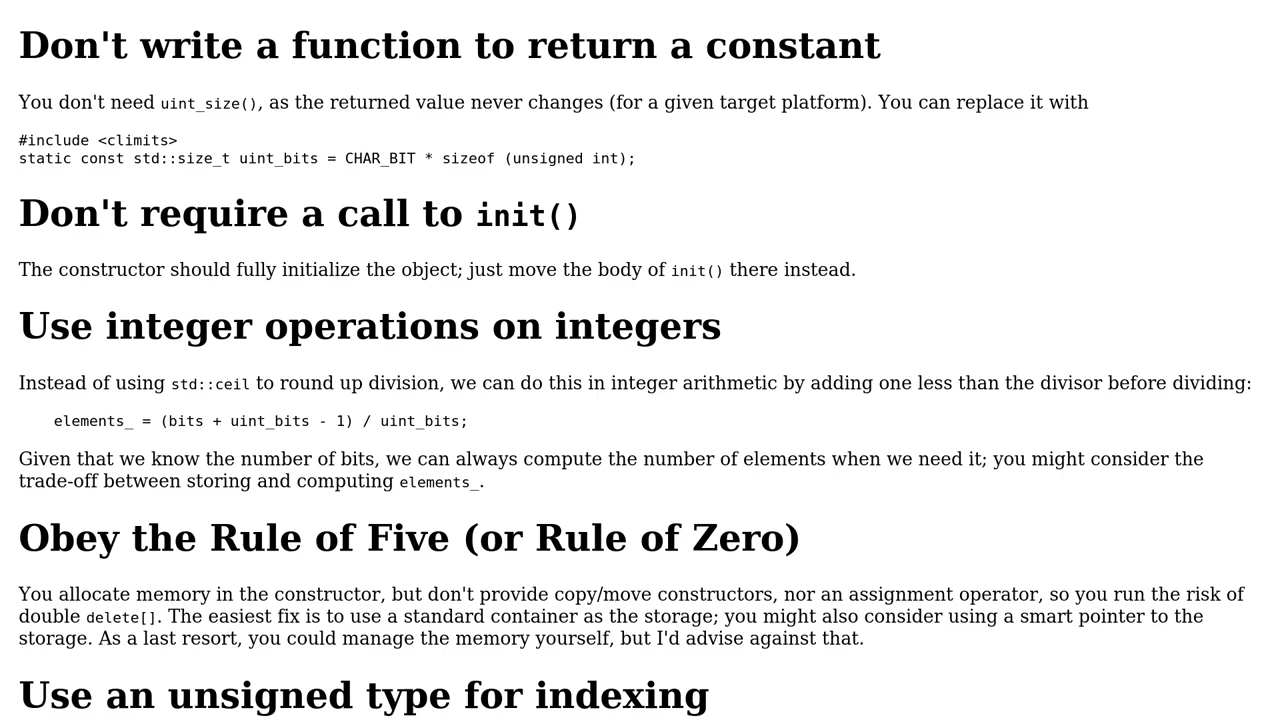 Don't write a function to return a constant
You don't need uint_size(), as the returned value never changes (for a given target platform). You can replace it with
#include <climits>
static const std::size_t uint_bits = CHAR_BIT * sizeof (unsigned int);
Don't require a call to init()
The constructor should fully initialize the object; just move the body of init() there instead.
Use integer operations on integers
Instead of using std::ceil to round up division, we can do this in integer arithmetic by adding one less than the divisor before dividing:
elements_ = (bits + uint_bits - 1) / uint_bits;
Given that we know the number of bits, we can always compute the number of elements when we need it; you might consider the
trade-off between storing and computing elements_.
Obey the Rule of Five (or Rule of Zero)
You allocate memory in the constructor, but don't provide copy/move constructors, nor an assignment operator, so you run the risk of
double delete[]. The easiest fix is to use a standard container as the storage; you might also consider using a smart pointer to the
storage. As a last resort, you could manage the memory yourself, but I'd advise against that.
Use an unsigned type for indexing